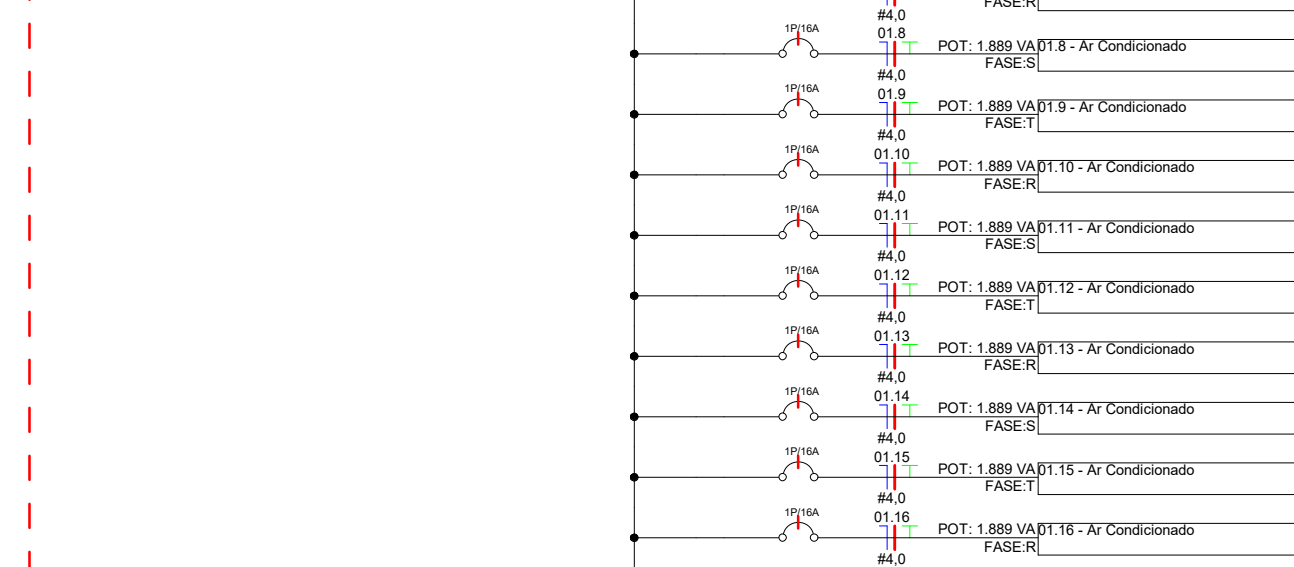 FASE:R
#4,0
1P/16A
01.8
POT: 1.889 VA 01.8 - Ar Condicionado
FASE:S
#4,0
1P/16A
01.9
POT: 1.889 VA 01.9 - Ar Condicionado
FASE:T
#4,0
1P/16A
01.10
POT: 1.889 VA 01.10 - Ar Condicionado
FASE:R
#4,0
1P/16A
01.11
POT: 1.889 VA 01.11 - Ar Condicionado
FASE:S
#4,0
1P/16A
01.12
POT: 1.889 VA 01.12 - Ar Condicionado
FASE:T
#4,0
1P/16A
01.13
POT: 1.889 VA 01.13 - Ar Condicionado
FASE:R
#4,0
1P/16A
01.14
POT: 1.889 VA 01.14 - Ar Condicionado
FASE:S
#4,0
1P/16A
01.15
POT: 1.889 VA 01.15 - Ar Condicionado
FASE:T
#4,0
1P/16A
01.16
POT: 1.889 VA 01.16 - Ar Condicionado
FASE:R
#4,0